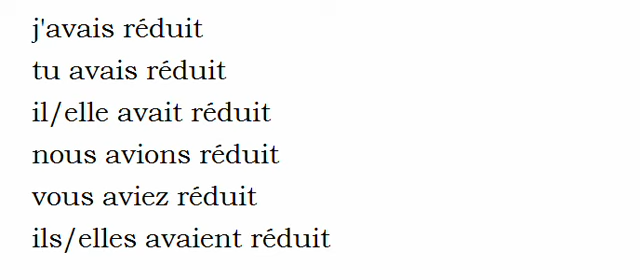 j'avais réduit
tu avais réduit
il/elle avait réduit
nous avions réduit
vous aviez réduit
ils/elles avaient réduit